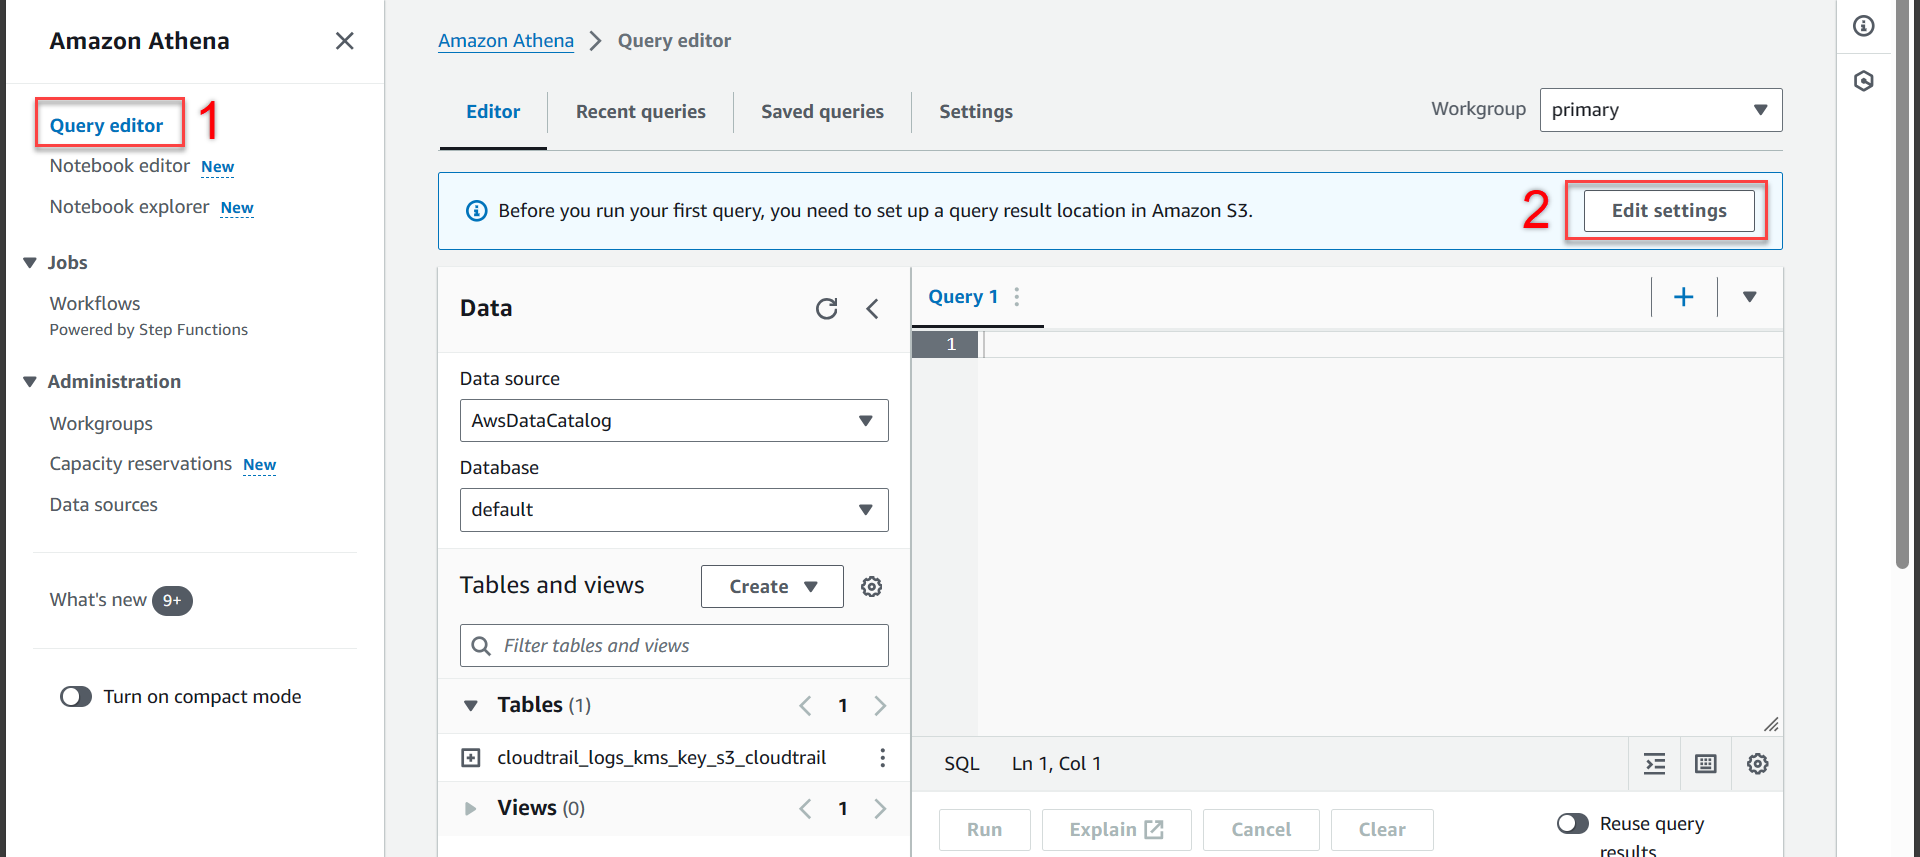 Amazon Athena
Query editor
1
Notebook editor New
Notebook explorer New
Jobs
Workflows
Powered by Step Functions
Administration
Workgroups
Capacity reservations New
Data sources
What's new 9+
Turn on compact mode
Amazon Athena > Query editor
Editor
Recent queries
Saved queries
Settings
Workgroup
primary
Before you run your first query, you need to set up a query result location in Amazon S3.
2
Edit settings
Data
Data source
AwsDataCatalog
Database
default
Tables and views
Create
Filter tables and views
Tables (1)
1
cloudtrail_logs_kms_key_s3_cloudtrail
Views (0)
1
Query 1
1
SQL
Ln 1, Col 1
Run
Explain
Cancel
Clear
Reuse query
results